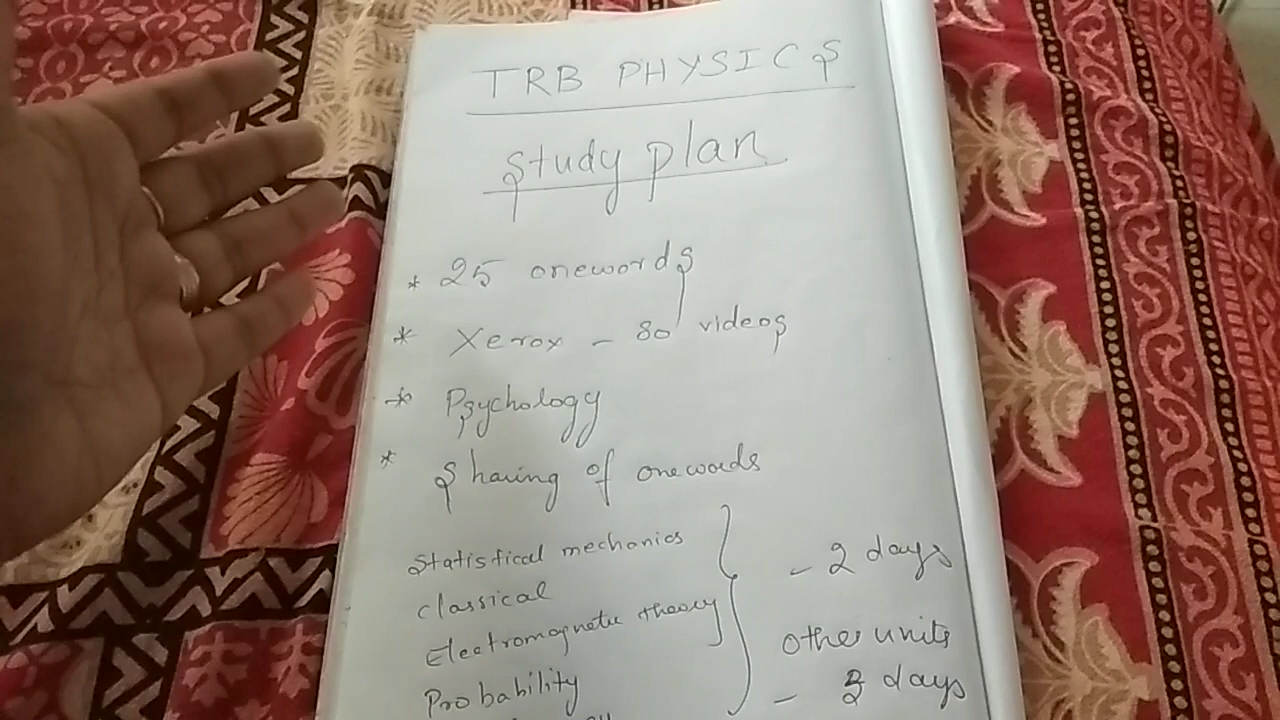 TRB PHYSICS
Study plan
* 25 onewords
* Xerox - 80 videos
* Psychology
* Sharing of onewords
Statistical mechanics
classical
Electromagnetic theory
Probability
- 2 days
other units
- days